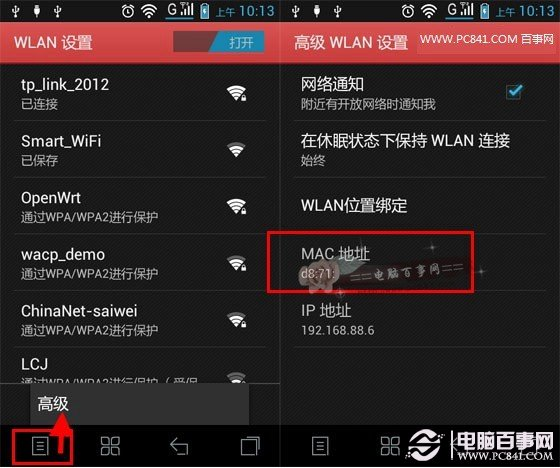 上午 10:13
WLAN 设置
打开
tp_link_2012
已连接
Smart_WiFi
已保存
OpenWrt
通过WPA/WPA2进行保护
wacp_demo
通过WPA/WPA2进行保护
ChinaNet-saiwei
通过WPA/WPA2进行保护
LCJ
通过WPA/WPA2进行保护（受保
高级
G 上午 10:13
高级 WLAN 设置
WWW.PC841.COM 百事网
网络通知
附近有开放网络时通知我
在休眠状态下保持 WLAN 连接
始终
WLAN位置绑定
MAC 地址
d8:71:
==电脑百事网==
IP 地址
192.168.88.6
电脑百事网
WWW.PC841.COM